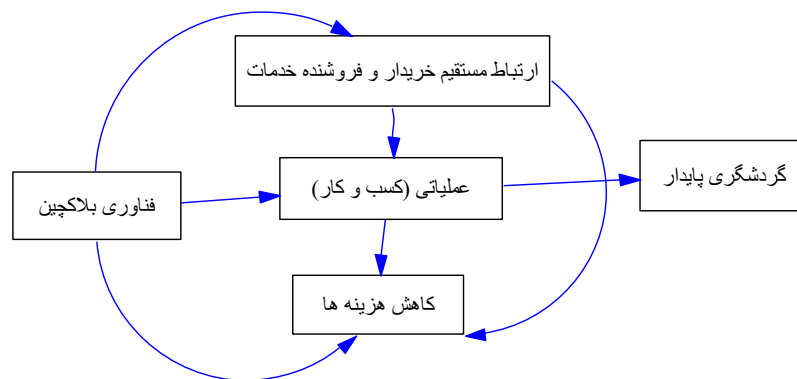 ارتباط مستقیم خریدار و فروشنده خدمات
گردشگری پایدار
عملیاتی (کسب و کار)
فناوری بلاکچین
کاهش هزینه ها